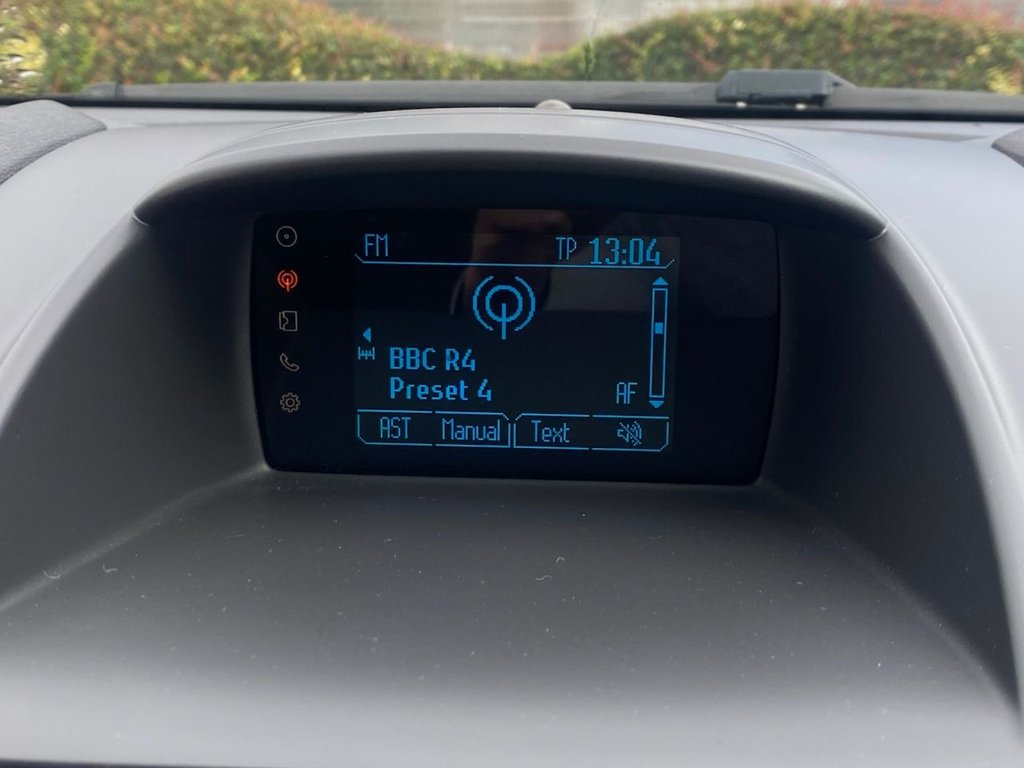 FM TP 13:04
BBC R4
Preset 4
AF
AST Manual Text